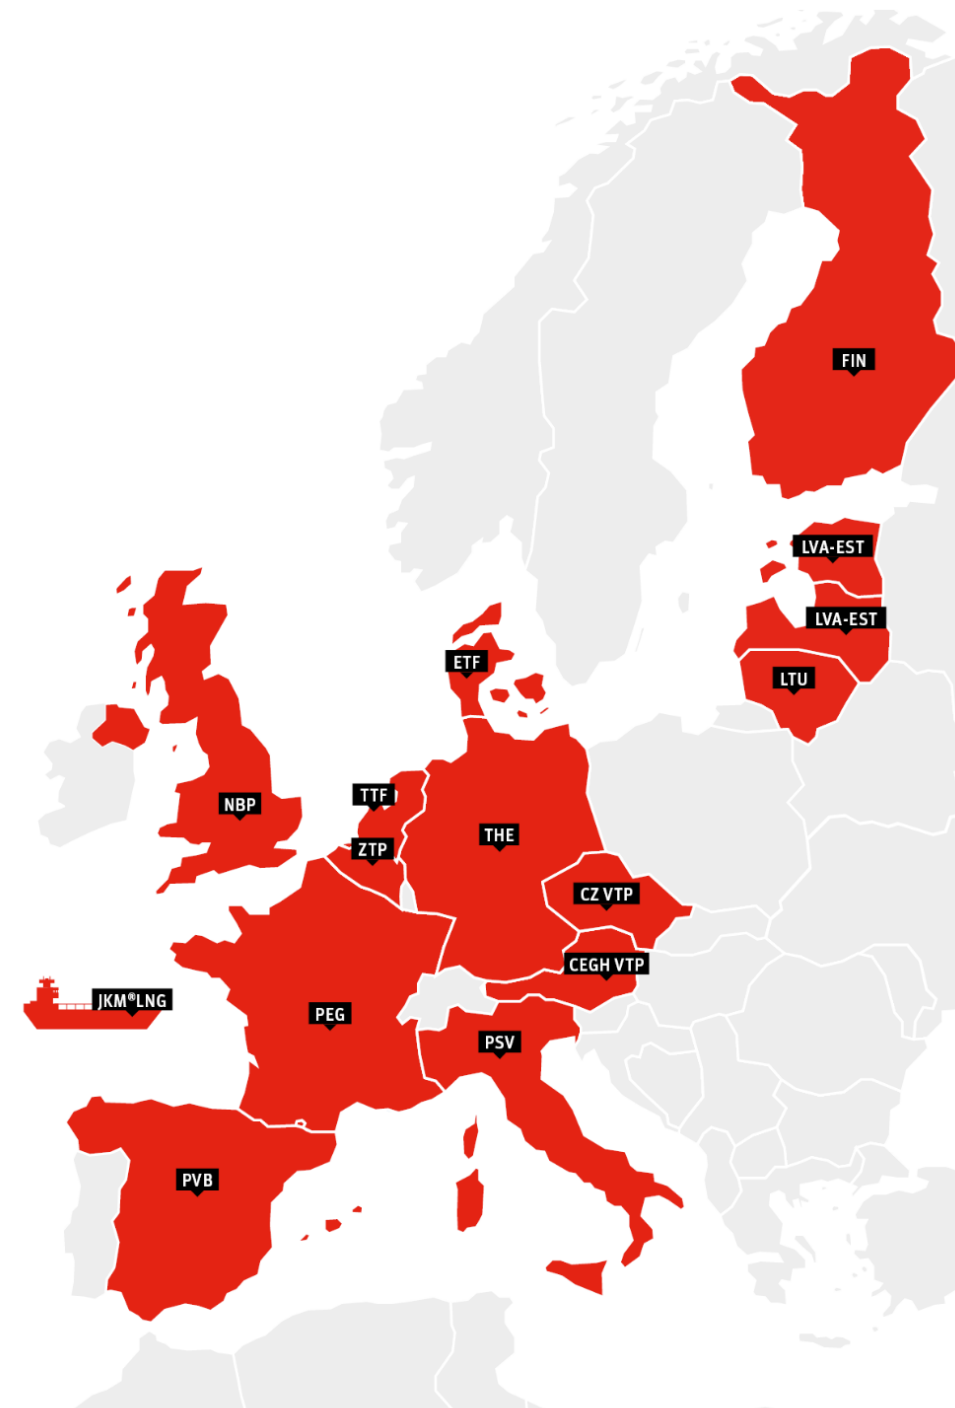 FIN
LVA-EST
LVA-EST
ETF
LTU
TTF
NBP
THE
ZTP
CZ VTP
CEGH VTP
JKM®LNG
PEG
PSV
PVB